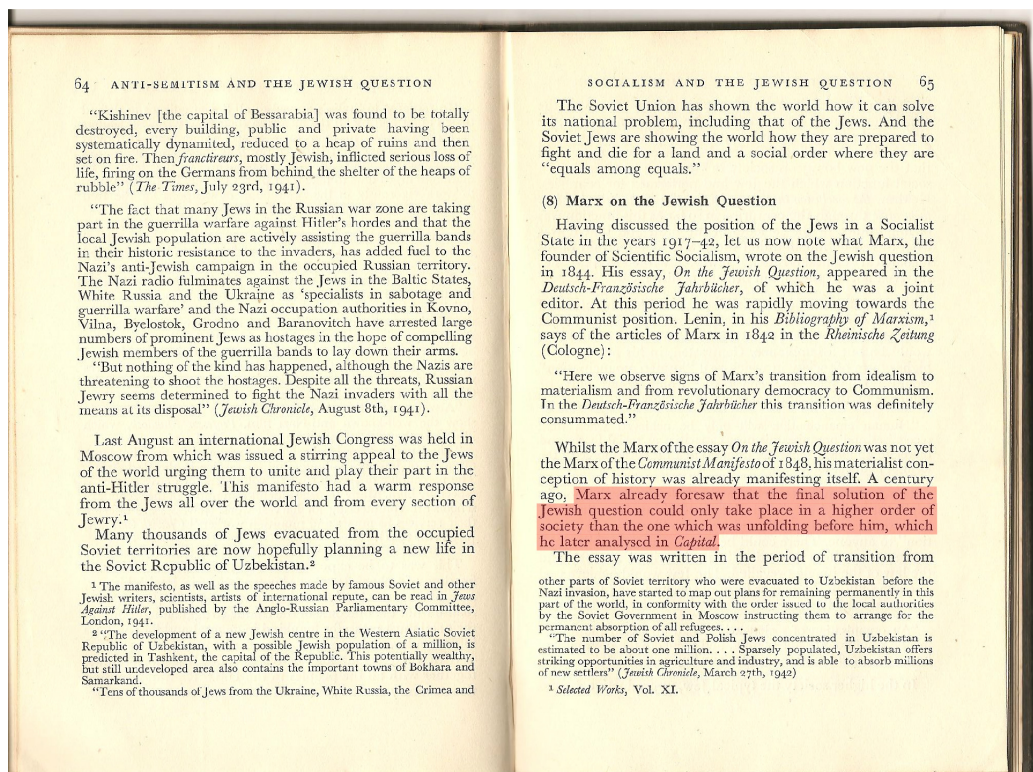 64 ANTI-SEMITISM AND THE JEWISH QUESTION
"Kishinev [the capital of Bessarabia] was found to be totally
destroyed, every building, public and private having been
systematically dynamited, reduced to a heap of ruins and then
set on fire. Then franctireurs, mostly Jewish, inflicted serious loss of
life, firing on the Germans from behind the shelter of the heaps of
rubble" (The Times, July 23rd, 1941).
"The fact that many Jews in the Russian war zone are taking
part in the guerrilla warfare against Hitler's hordes and that the
local Jewish population are actively assisting the guerrilla bands
in their historic resistance to the invaders, has added fuel to the
Nazi's anti-Jewish campaign in the occupied Russian territory.
The Nazi radio fulminates against the Jews in the Baltic States,
White Russia and the Ukraine as 'specialists in sabotage and
guerrilla warfare' and the Nazi occupation authorities in Kovno,
Vilna, Byelostok, Grodno and Baranovitch have arrested large
numbers of prominent Jews as hostages in the hope of compelling
Jewish members of the guerrilla bands to lay down their arms.
"But nothing of the kind has happened, although the Nazis are
threatening to shoot the hostages. Despite all the threats, Russian
Jewry seems determined to fight the Nazi invaders with all the
means at its disposal" (Jewish Chronicle, August 8th, 1941).
Last August an international Jewish Congress was held in
Moscow from which was issued a stirring appeal to the Jews
of the world urging them to unite and play their part in the
anti-Hitler struggle. This manifesto had a warm response
from the Jews all over the world and from every section of
Jewry.¹
Many thousands of Jews evacuated from the occupied
Soviet territories are now hopefully planning a new life in
the Soviet Republic of Uzbekistan.²
¹ The manifesto, as well as the speeches made by famous Soviet and other
Jewish writers, scientists, artists of international repute, can be read in Jews
Against Hitler, published by the Anglo-Russian Parliamentary Committee,
London, 1941.
² "The development of a new Jewish centre in the Western Asiatic Soviet
Republic of Uzbekistan, with a possible Jewish population of a million, is
predicted in Tashkent, the capital of the Republic. This potentially wealthy,
but still undeveloped area also contains the important towns of Bokhara and
Samarkand.
"Tens of thousands of Jews from the Ukraine, White Russia, the Crimea and
SOCIALISM AND THE JEWISH QUESTION 65
The Soviet Union has shown the world how it can solve
its national problem, including that of the Jews. And the
Soviet Jews are showing the world how they are prepared to
fight and die for a land and a social order where they are
"equals among equals."
(8) Marx on the Jewish Question
Having discussed the position of the Jews in a Socialist
State in the years 1917–42, let us now note what Marx, the
founder of Scientific Socialism, wrote on the Jewish question
in 1844. His essay, On the Jewish Question, appeared in the
Deutsch-Französische Jahrbücher, of which he was a joint
editor. At this period he was rapidly moving towards the
Communist position. Lenin, in his Bibliography of Marxism,¹
says of the articles of Marx in 1842 in the Rheinische Zeitung
(Cologne):
"Here we observe signs of Marx's transition from idealism to
materialism and from revolutionary democracy to Communism.
In the Deutsch-Französische Jahrbücher this transition was definitely
consummated."
Whilst the Marx of the essay On the Jewish Question was not yet
the Marx of the Communist Manifesto of 1848, his materialist con-
ception of history was already manifesting itself. A century
ago, Marx already foresaw that the final solution of the
Jewish question could only take place in a higher order of
society than the one which was unfolding before him, which
he later analysed in Capital.
The essay was written in the period of transition from
other parts of Soviet territory who were evacuated to Uzbekistan before the
Nazi invasion, have started to map out plans for remaining permanently in this
part of the world, in conformity with the order issued to the local authorities
by the Soviet Government in Moscow instructing them to arrange for the
permanent absorption of all refugees. . . .
"The number of Soviet and Polish Jews concentrated in Uzbekistan is
estimated to be about one million. . . . Sparsely populated, Uzbekistan offers
striking opportunities in agriculture and industry, and is able to absorb millions
of new settlers" (Jewish Chronicle, March 27th, 1942)
¹ Selected Works, Vol. XI.